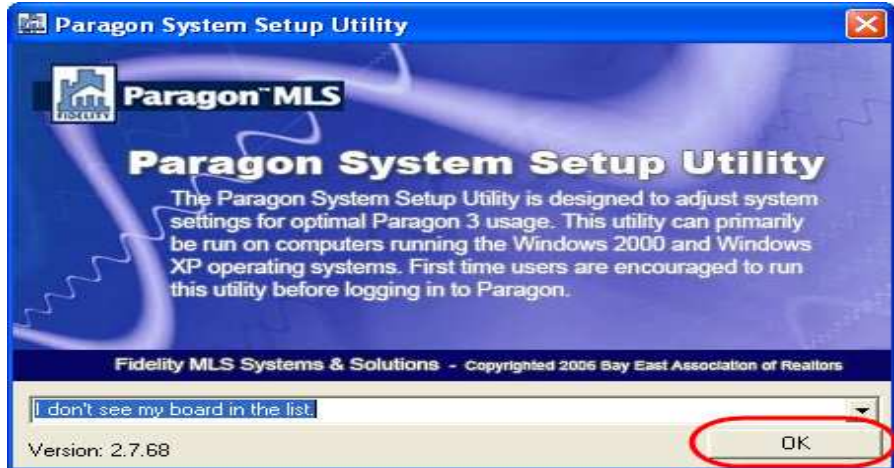 Paragon System Setup Utility
FIDELITY
Paragon™ MLS
Paragon System Setup Utility
The Paragon System Setup Utility is designed to adjust system
settings for optimal Paragon 3 usage. This utility can primarily
be run on computers running the Windows 2000 and Windows
XP operating systems. First time users are encouraged to run
this utility before logging in to Paragon.
Fidelity MLS Systems & Solutions - Copyrighted 2006 Bay East Association of Realtors
I don't see my board in the list.
Version: 2.7.68
OK